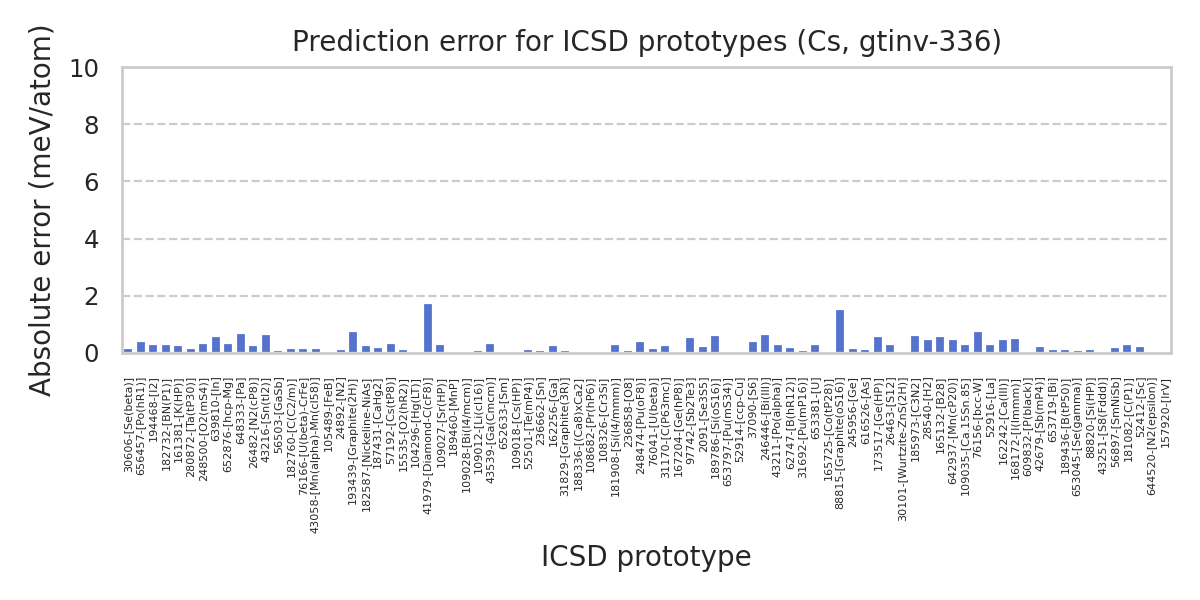 Prediction error for ICSD prototypes (Cs, gtinv-336)
Absolute error (meV/atom)
10
8
6
4
2
0
30606-[Se(beta)]
656457-[Po(hR1)]
194468-[I2]
182732-[BN(P1)]
161381-[K(HP)]
280872-[Ta(tP30)]
248500-[O2(mS4)]
639810-[In]
652876-[hcp-Mg]
648333-[Pa]
26482-[N2(cP8)]
43216-[Sn(tI2)]
56503-[GaSb]
182760-[C(C2/m)]
76166-[U(beta)-CrFe]
43058-[Mn(alpha)-Mn(cI58)]
105489-[FeB]
24892-[N2]
193439-[Graphite(2H)]
182587-[Nickeline-NiAs]
187431-[CaHg2]
57192-[Cs(tP8)]
15535-[O2(hR2)]
104296-[Hg(LT)]
41979-[Diamond-C(cF8)]
109027-[Sr(HP)]
189460-[MnP]
109028-[Bi(I4/mcm)]
109012-[Li(cI16)]
43539-[Ga(Cmcm)]
652633-[Sm]
109018-[Cs(HP)]
52501-[Te(mP4)]
236662-[Sn]
162256-[Ga]
31829-[Graphite(3R)]
188336-[(Ca8)xCa2]
108682-[Pr(hP6)]
108326-[Cr3Si]
181908-[Si(I4/mmm)]
236858-[O8]
248474-[Pu(oF8)]
76041-[U(beta)]
31170-[C(P63mc)]
167204-[Ge(hP8)]
97742-[Sb2Te3]
2091-[Se3S5]
189786-[Si(oS16)]
653797-[Pu(mS34)]
52914-[ccp-Cu]
37090-[S6]
246446-[Bi(III)]
43211-[Po(alpha)]
62747-[B(hR12)]
31692-[Pu(mP16)]
653381-[U]
165725-[Co(tP28)]
88815-[Graphite(oS16)]
245956-[Ge]
616526-[As]
173517-[Ge(HP)]
26463-[S12]
30101-[Wurtzite-ZnS(2H)]
185973-[C3N2]
28540-[H2]
165132-[B28]
642937-[Mn(cP20)]
109035-[Ca.15Sn.85]
76156-[bcc-W]
52916-[La]
162242-[Ca(III)]
168172-[I(Immm)]
609832-[P(black)]
42679-[Sb(mP4)]
653719-[Bi]
189436-[B(tP50)]
653045-[Se(gamma)]
88820-[Si(HP)]
43251-[S8(Fddd)]
56897-[SmNiSb]
181082-[C(P1)]
52412-[Sc]
644520-[N2(epsilon)]
157920-[IrV]
ICSD prototype